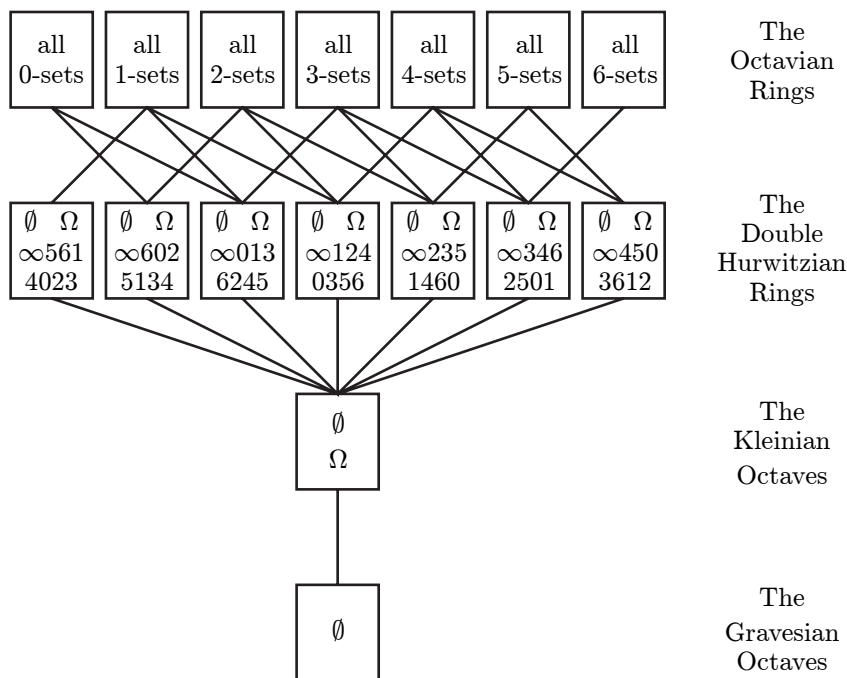 all all all all all all all
0-sets 1-sets 2-sets 3-sets 4-sets 5-sets 6-sets
The
Octavian
Rings
∅ Ω ∅ Ω ∅ Ω ∅ Ω ∅ Ω ∅ Ω ∅ Ω
∞561 ∞602 ∞013 ∞124 ∞235 ∞346 ∞450
4023 5134 6245 0356 1460 2501 3612
The
Double
Hurwitzian
Rings
∅
Ω
The
Kleinian
Octaves
∅
The
Gravesian
Octaves